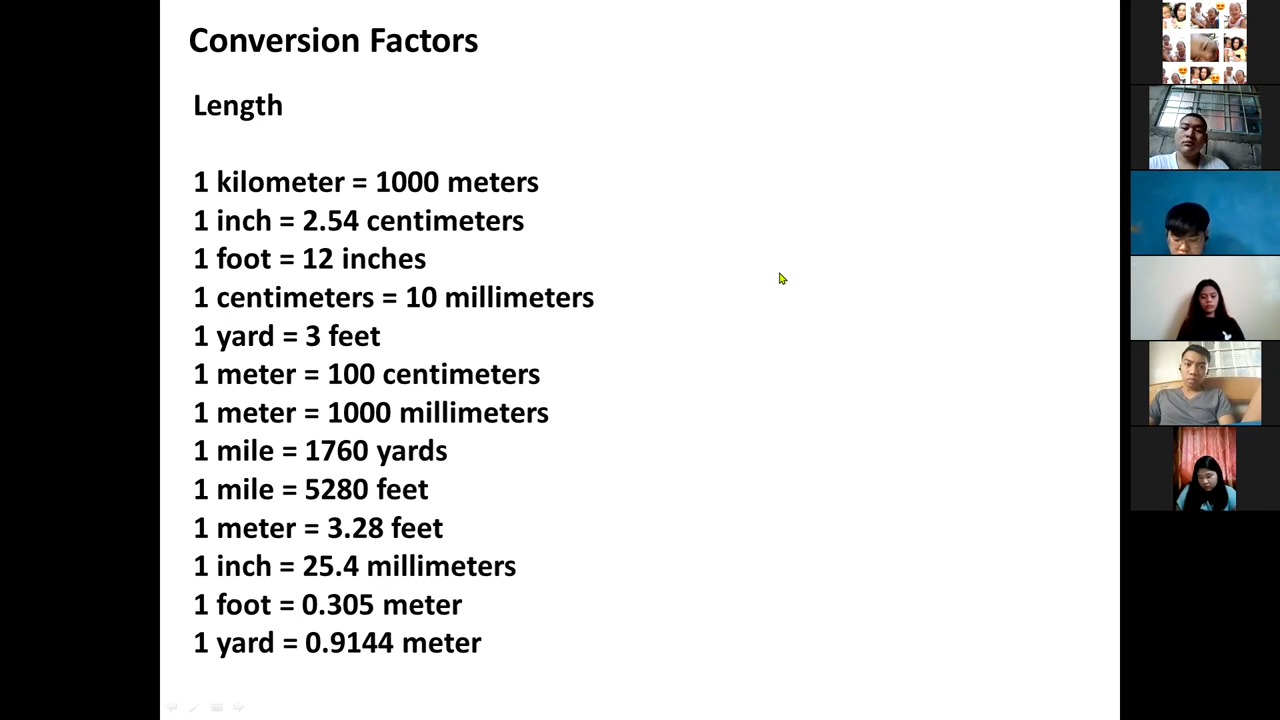 Conversion Factors
Length
1 kilometer = 1000 meters
1 inch = 2.54 centimeters
1 foot = 12 inches
1 centimeters = 10 millimeters
1 yard = 3 feet
1 meter = 100 centimeters
1 meter = 1000 millimeters
1 mile = 1760 yards
1 mile = 5280 feet
1 meter = 3.28 feet
1 inch = 25.4 millimeters
1 foot = 0.305 meter
1 yard = 0.9144 meter